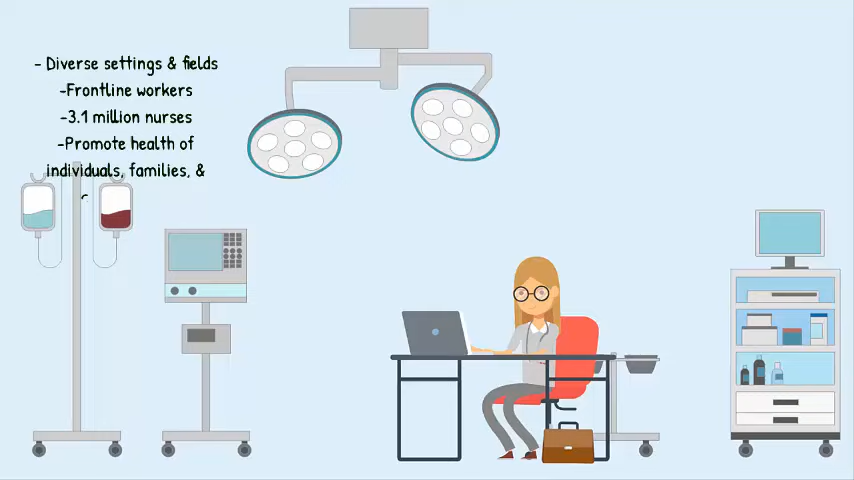 - Diverse settings & fields
-Frontline workers
-3.1 million nurses
-Promote health of
individuals, families, &